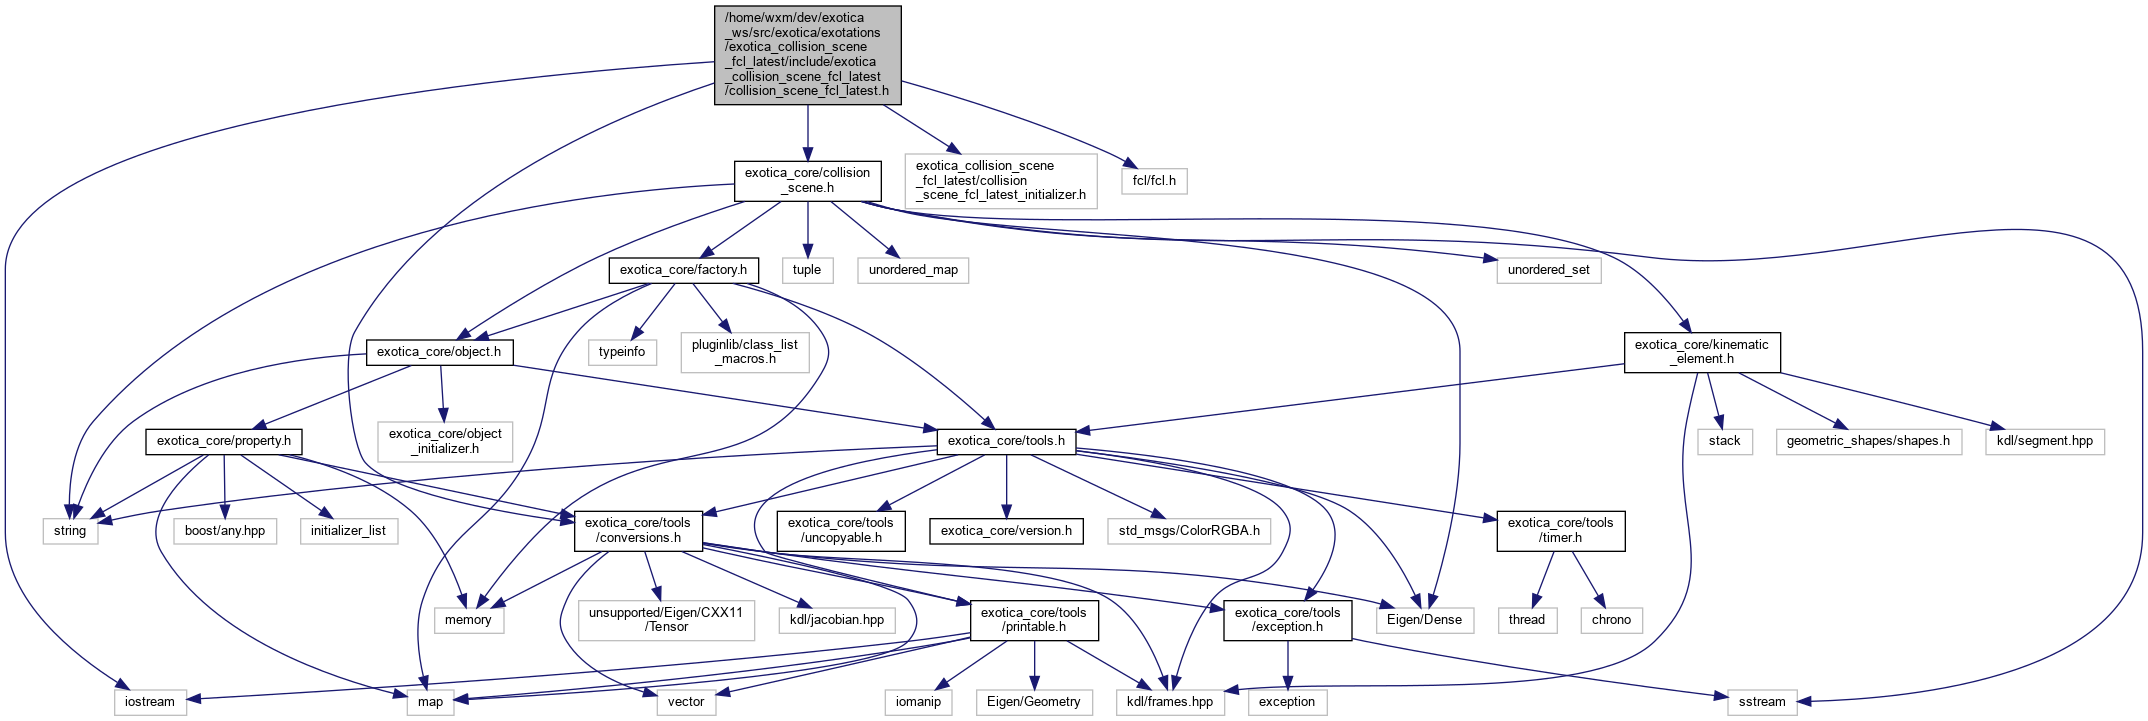 /home/wxm/dev/exotica
_ws/src/exotica/exotations
/exotica_collision_scene
_fcl_latest/include/exotica
_collision_scene_fcl_latest
/collision_scene_fcl_latest.h
exotica_core/collision
_scene.h
exotica_collision_scene
_fcl_latest/collision
_scene_fcl_latest_initializer.h
fcl/fcl.h
exotica_core/factory.h
tuple
unordered_map
unordered_set
exotica_core/object.h
typeinfo
pluginlib/class_list
_macros.h
exotica_core/kinematic
_element.h
exotica_core/property.h
exotica_core/object
_initializer.h
exotica_core/tools.h
stack
geometric_shapes/shapes.h
kdl/segment.hpp
string
boost/any.hpp
initializer_list
exotica_core/tools
/conversions.h
exotica_core/tools
/uncopyable.h
exotica_core/version.h
std_msgs/ColorRGBA.h
exotica_core/tools
/timer.h
memory
unsupported/Eigen/CXX11
/Tensor
kdl/jacobian.hpp
exotica_core/tools
/printable.h
exotica_core/tools
/exception.h
Eigen/Dense
thread
chrono
iostream
map
vector
iomanip
Eigen/Geometry
kdl/frames.hpp
exception
sstream